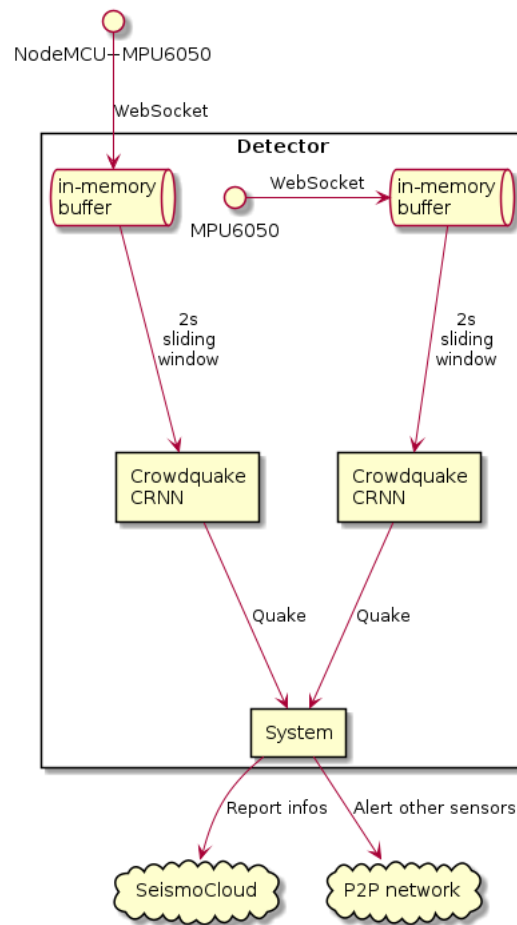 NodeMCU-MPU6050
WebSocket
Detector
in-memory
buffer
WebSocket
MPU6050
in-memory
buffer
2s
sliding
window
2s
sliding
window
Crowdquake
CRNN
Crowdquake
CRNN
Quake
Quake
System
Report infos
Alert other sensors
SeismoCloud
P2P network